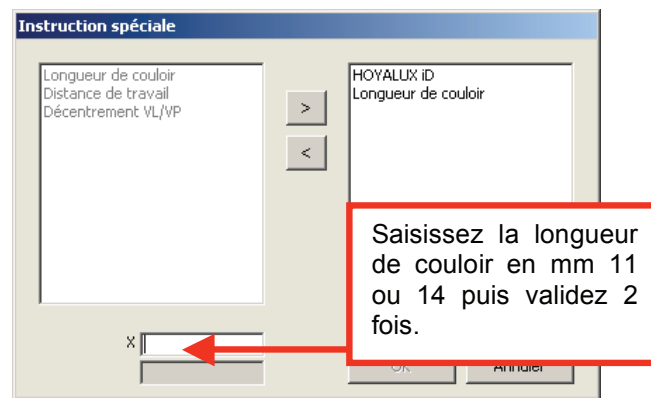 Instruction spéciale
Longueur de couloir
Distance de travail
Décentrement VL/VP
>
<
HOYALUX iD
Longueur de couloir
Saisissez la longueur
de couloir en mm 11
ou 14 puis validez 2
fois.
X
OK
Annuler